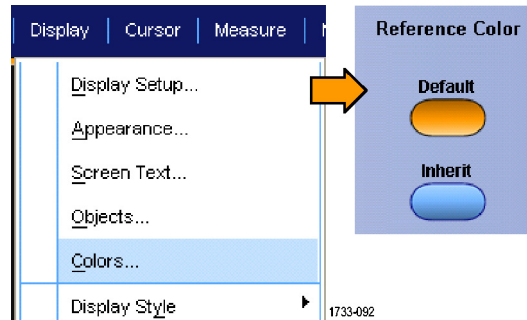 Display | Cursor | Measure |
Display Setup...
Appearance...
Screen Text...
Objects...
Colors...
Display Style
Reference Color
Default
Inherit
1733-092